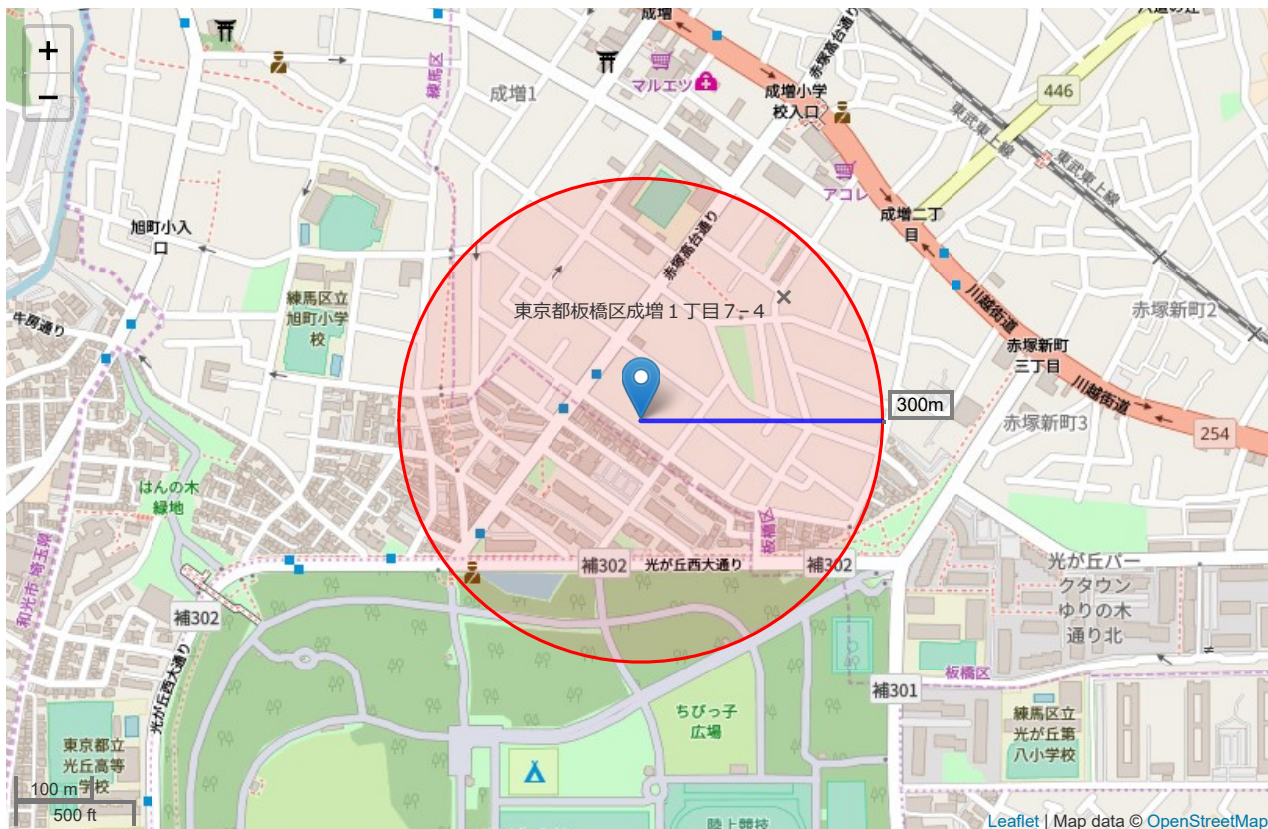 成増
八道の辻
+
−
赤塚高台通り
マルエツ
練馬区
成増1
成増小学
校入口
446
東武東上線
東武東上線
アコレ
旭町小入
口
成増二丁
目
赤塚高台通り
川越街道
赤塚新町2
練馬区立
旭町小学
校
牛房通り
東京都板橋区成増１丁目７−４
赤塚新町
三丁目
川越街道
300m
赤塚新町3
254
はんの木
緑地
板橋区
和光市 埼玉県
補302
光が丘西大通り
補302
光が丘パー
クタウン
ゆりの木
通り北
補302
光が丘西大通り
板橋区
補301
ちびっ子
広場
練馬区立
光が丘第
八小学校
東京都立
光丘高等
学校
100 m
500 ft
陸上競技
Leaflet | Map data © OpenStreetMap